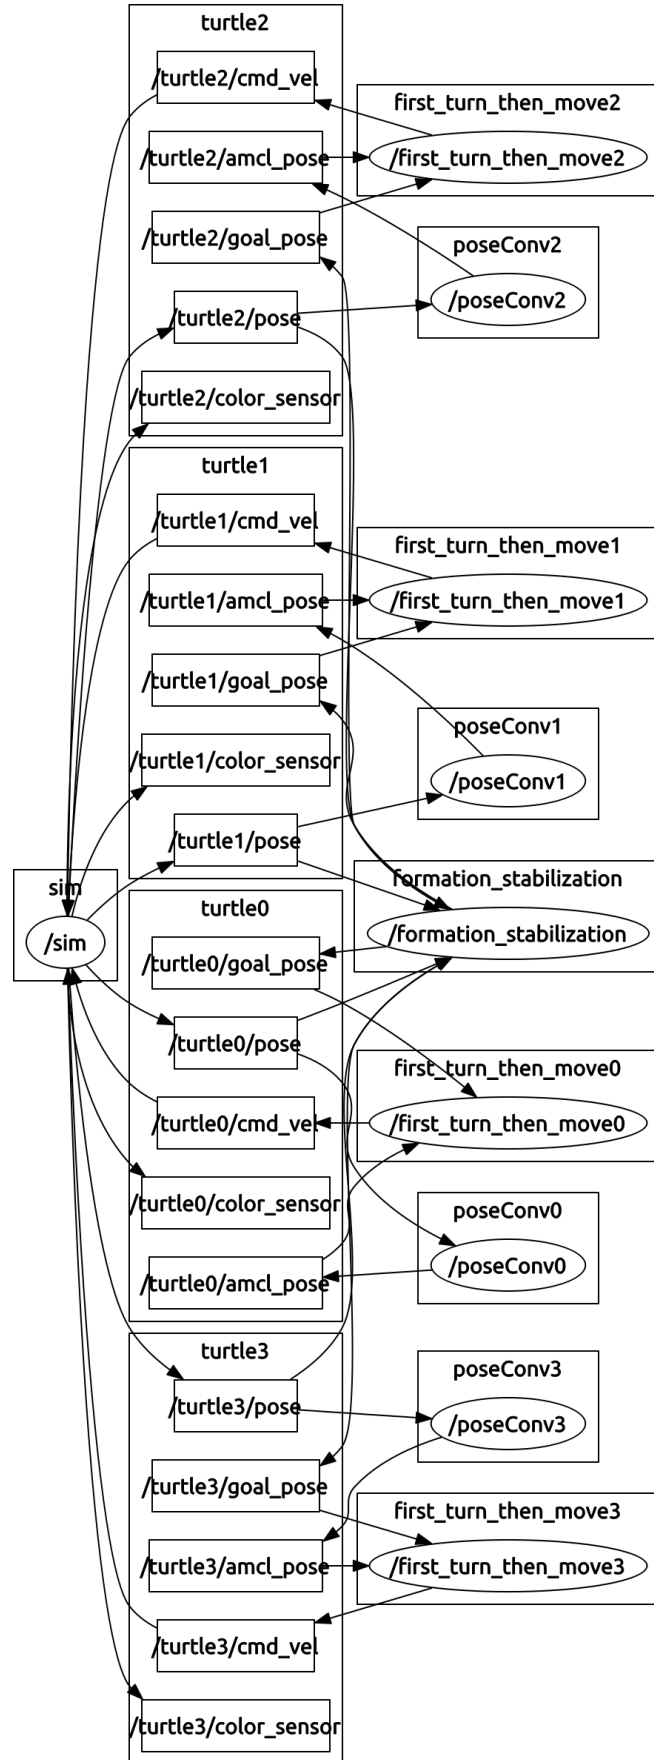 turtle2
/turtle2/cmd_vel
/turtle2/amcl_pose
/turtle2/goal_pose
/turtle2/pose
/turtle2/color_sensor
first_turn_then_move2
/first_turn_then_move2
poseConv2
/poseConv2
turtle1
/turtle1/cmd_vel
/turtle1/amcl_pose
/turtle1/goal_pose
/turtle1/color_sensor
/turtle1/pose
first_turn_then_move1
/first_turn_then_move1
poseConv1
/poseConv1
sim
/sim
formation_stabilization
/formation_stabilization
turtle0
/turtle0/goal_pose
/turtle0/pose
/turtle0/cmd_vel
/turtle0/color_sensor
/turtle0/amcl_pose
first_turn_then_move0
/first_turn_then_move0
poseConv0
/poseConv0
turtle3
/turtle3/pose
/turtle3/goal_pose
/turtle3/amcl_pose
/turtle3/cmd_vel
/turtle3/color_sensor
poseConv3
/poseConv3
first_turn_then_move3
/first_turn_then_move3